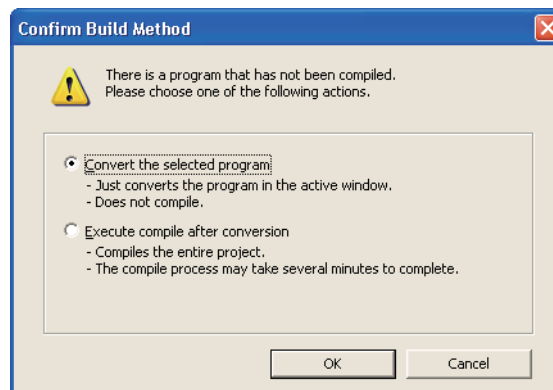 Confirm Build Method
There is a program that has not been compiled.
Please choose one of the following actions.
Convert the selected program
- Just converts the program in the active window.
- Does not compile.
Execute compile after conversion
- Compiles the entire project.
- The compile process may take several minutes to complete.
OK
Cancel